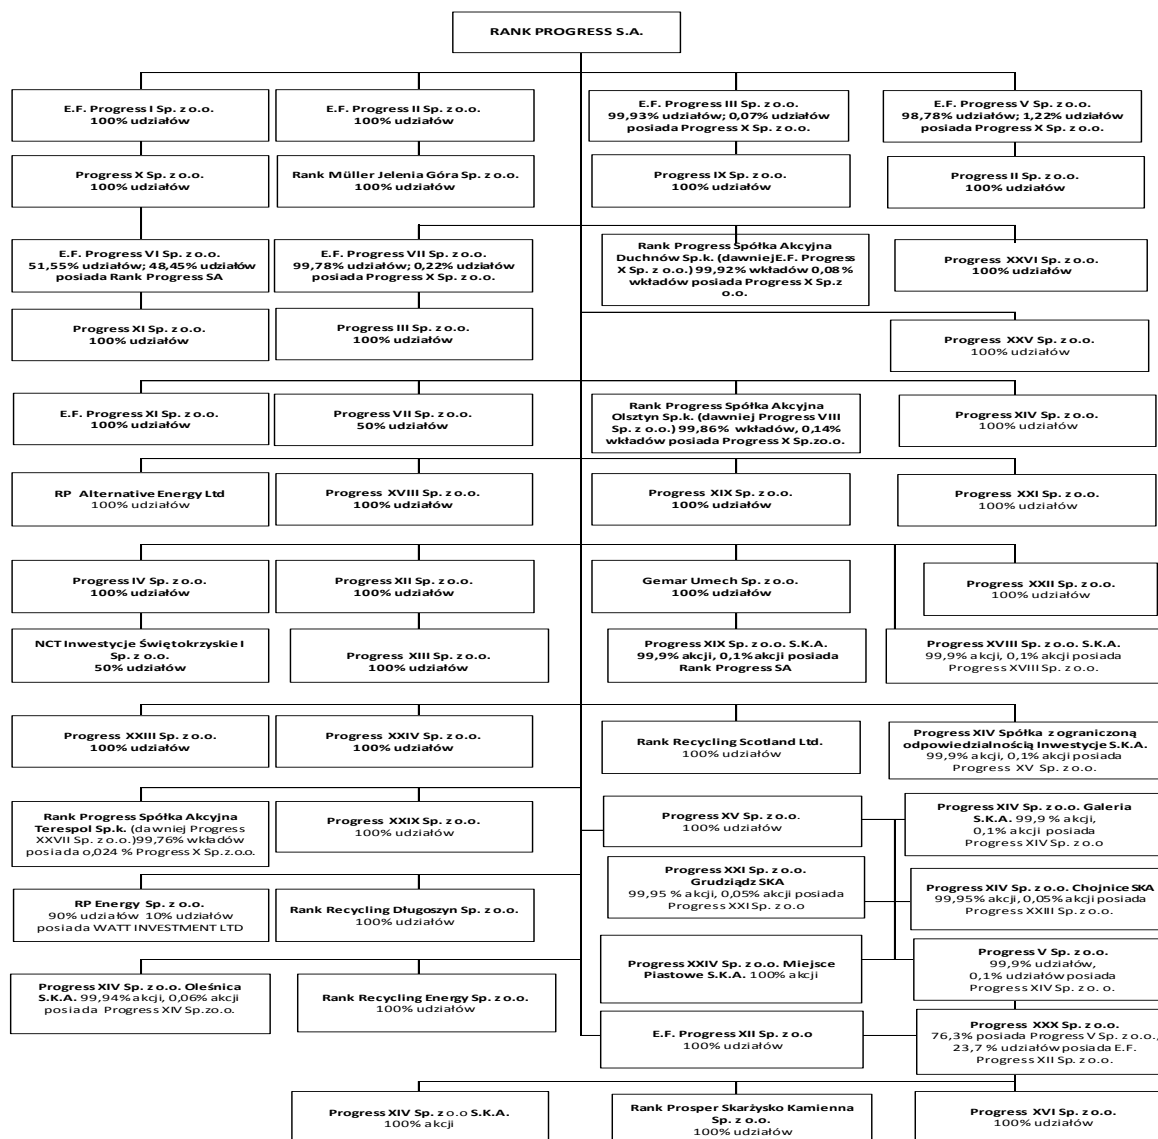 RANK PROGRESS S.A.
E.F. Progress I Sp. z o.o.
100% udziałów
E.F. Progress II Sp. z o.o.
100% udziałów
E.F. Progress III Sp. z o.o.
99,93% udziałów; 0,07% udziałów
posiada Progress X Sp. z o.o.
E.F. Progress V Sp. z o.o.
98,78% udziałów; 1,22% udziałów
posiada Progress X Sp. z o.o.
Progress X Sp. z o.o.
100% udziałów
Rank Müller Jelenia Góra Sp. z o.o.
100% udziałów
Progress IX Sp. z o.o.
100% udziałów
Progress II Sp. z o.o.
100% udziałów
E.F. Progress VI Sp. z o.o.
51,55% udziałów; 48,45% udziałów
posiada Rank Progress SA
E.F. Progress VII Sp. z o.o.
99,78% udziałów; 0,22% udziałów
posiada Progress X Sp. z o.o.
Rank Progress Spółka Akcyjna
Duchnów Sp.k. (dawniejE.F. Progress
X Sp. z o.o.) 99,92% wkładów 0,08 %
wkładów posiada Progress X Sp.z
o.o.
Progress XXVI Sp. z o.o.
100% udziałów
Progress XI Sp. z o.o.
100% udziałów
Progress III Sp. z o.o.
100% udziałów
Progress XXV Sp. z o.o.
100% udziałów
E.F. Progress XI Sp. z o.o.
100% udziałów
Progress VII Sp. z o.o.
50% udziałów
Rank Progress Spółka Akcyjna
Olsztyn Sp.k. (dawniej Progress VIII
Sp. z o.o.) 99,86% wkładów, 0,14%
wkładów posiada Progress X Sp.zo.o.
Progress XIV Sp. z o.o.
100% udziałów
RP Alternative Energy Ltd
100% udziałów
Progress XVIII Sp. z o.o.
100% udziałów
Progress XIX Sp. z o.o.
100% udziałów
Progress XXI Sp. z o.o.
100% udziałów
Progress IV Sp. z o.o.
100% udziałów
Progress XII Sp. z o.o.
100% udziałów
Gemar Umech Sp. z o.o.
100% udziałów
Progress XXII Sp. z o.o.
100% udziałów
NCT Inwestycje Świętokrzyskie I
Sp. z o.o.
50% udziałów
Progress XIII Sp. z o.o.
100% udziałów
Progress XIX Sp. z o.o. S.K.A.
99,9% akcji, 0,1% akcji posiada
Rank Progress SA
Progress XVIII Sp. z o.o. S.K.A.
99,9% akcji, 0,1% akcji posiada
Progress XVIII Sp. z o.o.
Progress XXIII Sp. z o.o.
100% udziałów
Progress XXIV Sp. z o.o.
100% udziałów
Rank Recycling Scotland Ltd.
100% udziałów
Progress XIV Spółka z ograniczoną
odpowiedzialnością Inwestycje S.K.A.
99,9% akcji, 0,1% akcji posiada
Progress XV Sp. z o.o.
Rank Progress Spółka Akcyjna
Terespol Sp.k. (dawniej Progress
XXVII Sp. z o.o.)99,76% wkładów
posiada o,024 % Progress X Sp.z.o.o.
Progress XXIX Sp. z o.o.
100% udziałów
Progress XV Sp. z o.o.
100% udziałów
Progress XIV Sp. z o.o. Galeria
S.K.A. 99,9 % akcji,
0,1% akcji posiada
Progress XIV Sp. z o.o
Progress XXI Sp. z o.o.
Grudziądz SKA
99,95 % akcji, 0,05% akcji posiada
Progress XXI Sp. z o.o
Progress XIV Sp. z o.o. Chojnice SKA
99,95% akcji, 0,05% akcji posiada
Progress XXIII Sp. z o.o.
RP Energy Sp. z o.o.
90% udziałów 10% udziałów
posiada WATT INVESTMENT LTD
Rank Recycling Długoszyn Sp. z o.o.
100% udziałów
Progress XXIV Sp. z o.o. Miejsce
Piastowe S.K.A. 100% akcji
Progress V Sp. z o.o.
99,9% udziałów,
0,1% udziałów posiada
Progress XIV Sp. z o. o.
Progress XIV Sp. z o.o. Oleśnica
S.K.A. 99,94% akcji, 0,06% akcji
posiada Progress XIV Sp.zo.o.
Rank Recycling Energy Sp. z o.o.
100% udziałów
E.F. Progress XII Sp. z o.o
100% udziałów
Progress XXX Sp. z o.o.
76,3% posiada Progress V Sp. z o.o.,
23,7 % udziałów posiada E.F.
Progress XII Sp. z o.o.
Progress XIV Sp. z o.o S.K.A.
100% akcji
Rank Prosper Skarżysko Kamienna
Sp. z o.o.
100% udziałów
Progress XVI Sp. z o.o.
100% udziałów